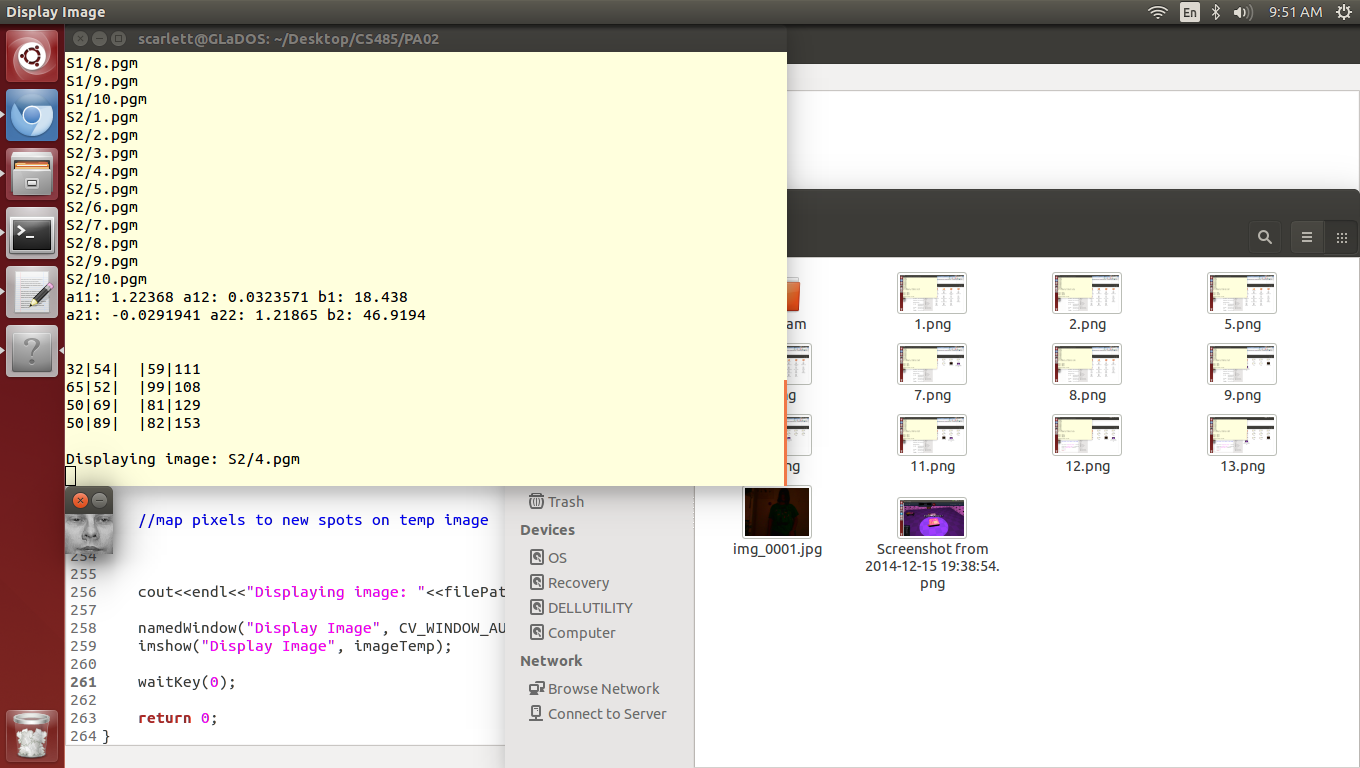 Display Image
En
9:51 AM
scarlett@GLaDOS: ~/Desktop/CS485/PA02
S1/8.pgm
S1/9.pgm
S1/10.pgm
S2/1.pgm
S2/2.pgm
S2/3.pgm
S2/4.pgm
S2/5.pgm
S2/6.pgm
S2/7.pgm
S2/8.pgm
S2/9.pgm
S2/10.pgm
a11: 1.22368 a12: 0.0323571 b1: 18.438
a21: -0.0291941 a22: 1.21865 b2: 46.9194
32|54|  |59|111
65|52|  |99|108
50|69|  |81|129
50|89|  |82|153
Displaying image: S2/4.pgm
//map pixels to new spots on temp image
254
255
256 cout<<endl<<"Displaying image: "<<filePat
257
258 namedWindow("Display Image", CV_WINDOW_AU
259 imshow("Display Image", imageTemp);
260
261 waitKey(0);
262
263 return 0;
264 }
Trash
Devices
OS
Recovery
DELLUTILITY
Computer
Network
Browse Network
Connect to Server
am
1.png
2.png
5.png
ng
7.png
8.png
9.png
ng
11.png
12.png
13.png
img_0001.jpg
Screenshot from
2014-12-15 19:38:54.
png